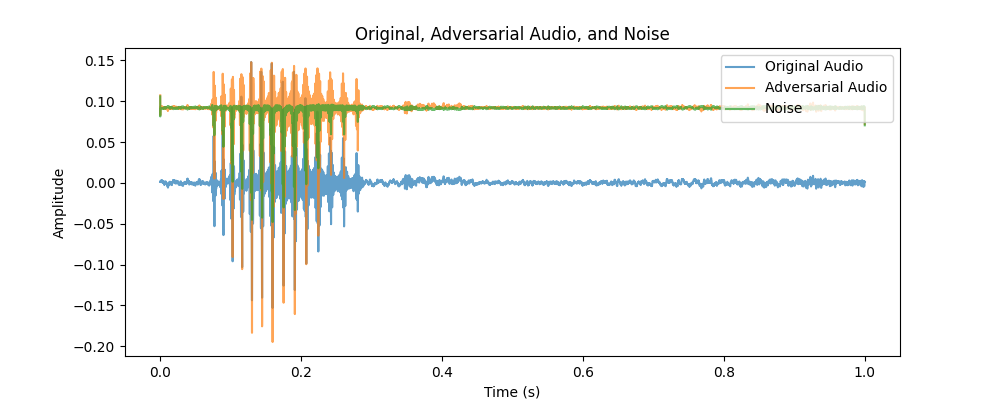 Original, Adversarial Audio, and Noise
Original Audio
Adversarial Audio
Noise
0.15
0.10
0.05
0.00
−0.05
−0.10
−0.15
−0.20
Amplitude
0.0 0.2 0.4 0.6 0.8 1.0
Time (s)